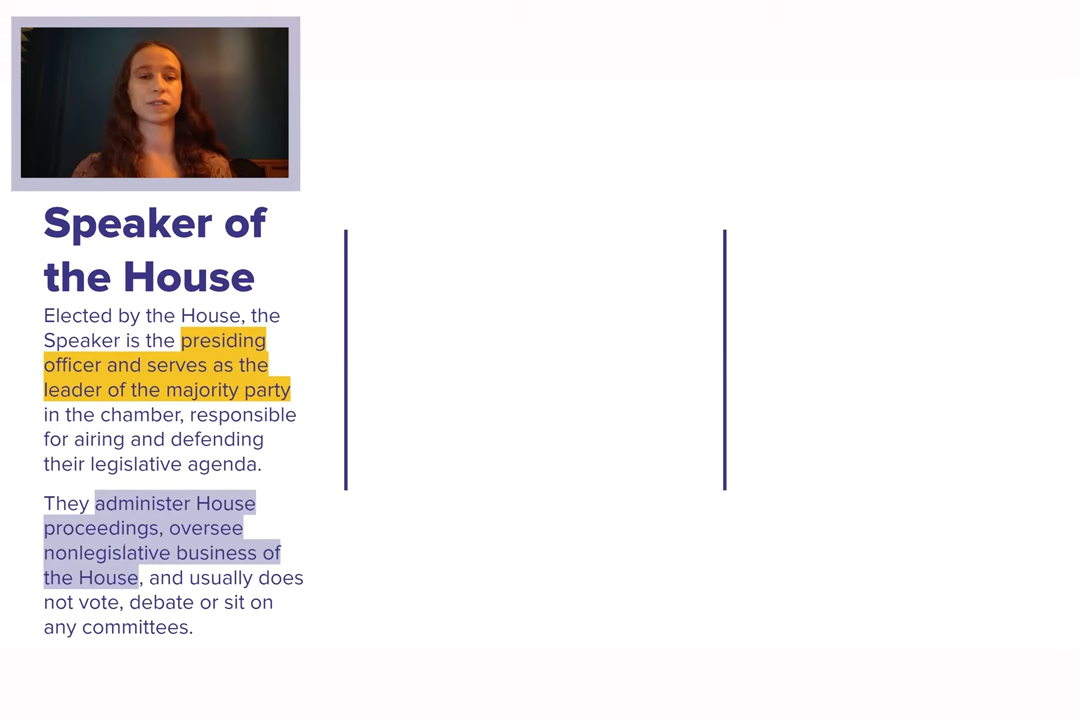 Speaker of
the House
Elected by the House, the
Speaker is the presiding
officer and serves as the
leader of the majority party
in the chamber, responsible
for airing and defending
their legislative agenda.
They administer House
proceedings, oversee
nonlegislative business of
the House, and usually does
not vote, debate or sit on
any committees.